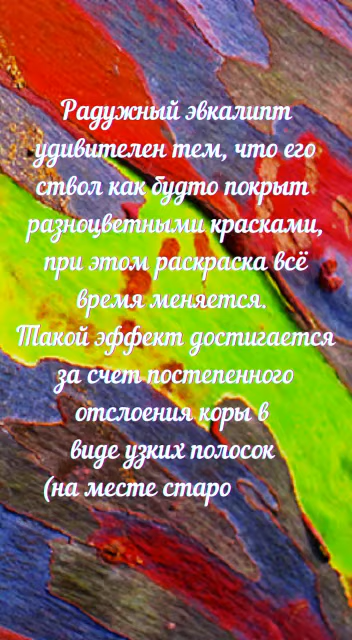 Радужный эвкалипт
удивителен тем, что его
ствол как будто покрыт
разноцветными красками,
при этом раскраска всё
время меняется.
Такой эффект достигается
за счет постепенного
отслоения коры в
виде узких полосок
(на месте старо